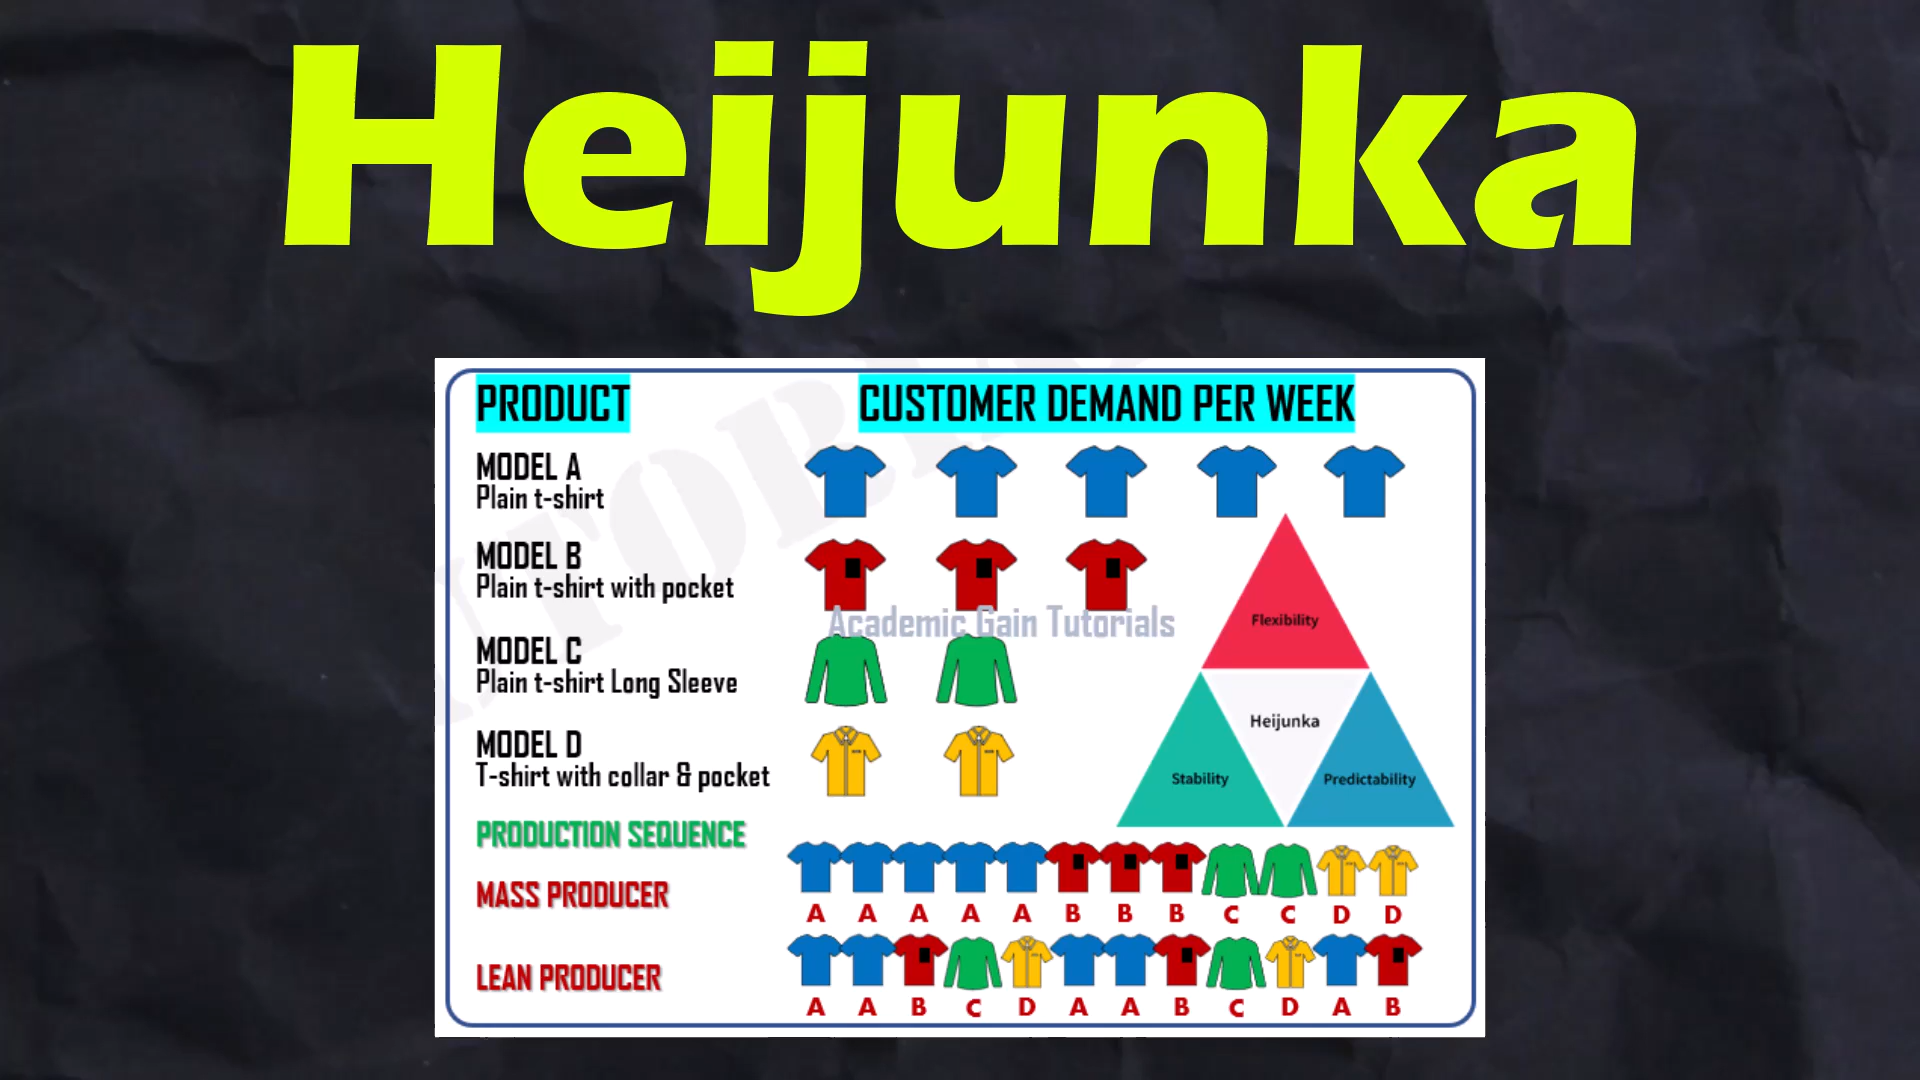 Heijunka
PRODUCT
CUSTOMER DEMAND PER WEEK
MODEL A
Plain t-shirt
MODEL B
Plain t-shirt with pocket
Academic Gain Tutorials
MODEL C
Plain t-shirt Long Sleeve
MODEL D
T-shirt with collar & pocket
Flexibility
Heijunka
Stability
Predictability
PRODUCTION SEQUENCE
MASS PRODUCER
A A A A A B B B C C D D
LEAN PRODUCER
A A B C D A A B C D A B